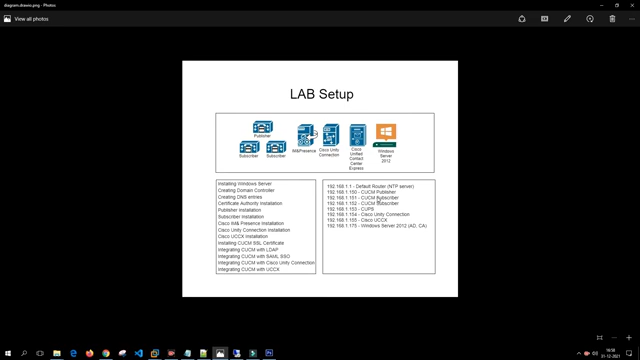 diagram.drawio.png - Photos
View all photos
LAB Setup
Publisher
Subscriber
Subscriber
IM&Presence
Cisco Unity Connection
Cisco Unified Contact Center Express
Windows Server 2012
Installing Windows Server
Creating Domain Controller
Creating DNS entries
Certificate Authority Installation
Publisher Installation
Subscriber Installation
Cisco IM& Presence Installation
Cisco Unity Connection Installation
Cisco UCCX Installation
Installing CUCM SSL Certificate
Integrating CUCM with LDAP
Integrating CUCM with SAML SSO
Integrating CUCM with Cisco Unity Connection
Integrating CUCM with UCCX
192.168.1.1 - Default Router (NTP server)
192.168.1.150 - CUCM Publisher
192.168.1.151 - CUCM Subscriber
192.168.1.152 - CUCM Subscriber
192.168.1.153 - CUPS
192.168.1.154 - Cisco Unity Connection
192.168.1.155 - Cisco UCCX
192.168.1.175 - Windows Server 2012 (AD, CA)
16:58
31-12-2021